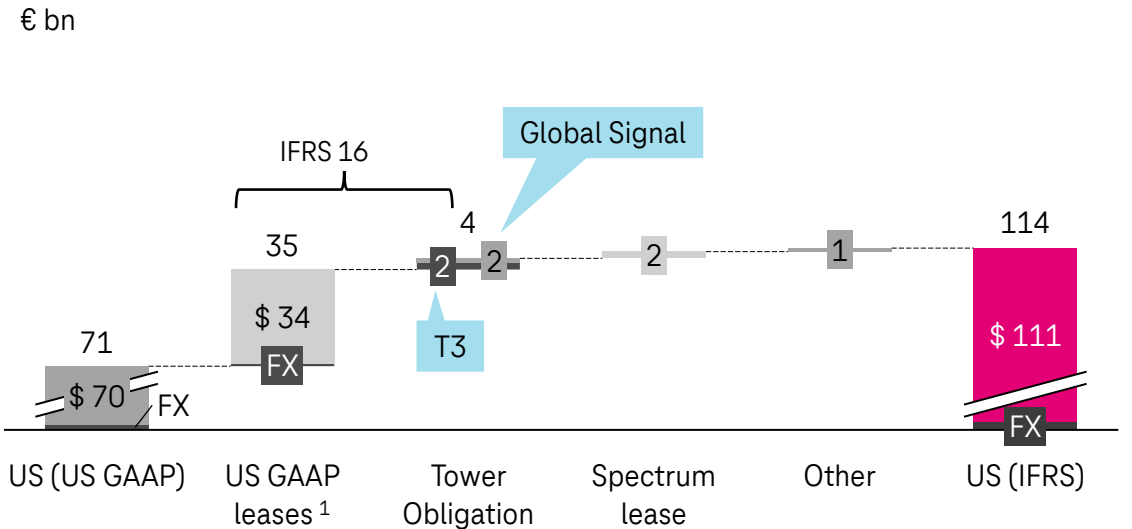 € bn
Global Signal
IFRS 16
4
114
35
2
2
2
1
$ 34
$ 111
T3
71
FX
$ 70
FX
FX
US (US GAAP)
US GAAP
leases 1
Tower
Obligation
Spectrum
lease
Other
US (IFRS)